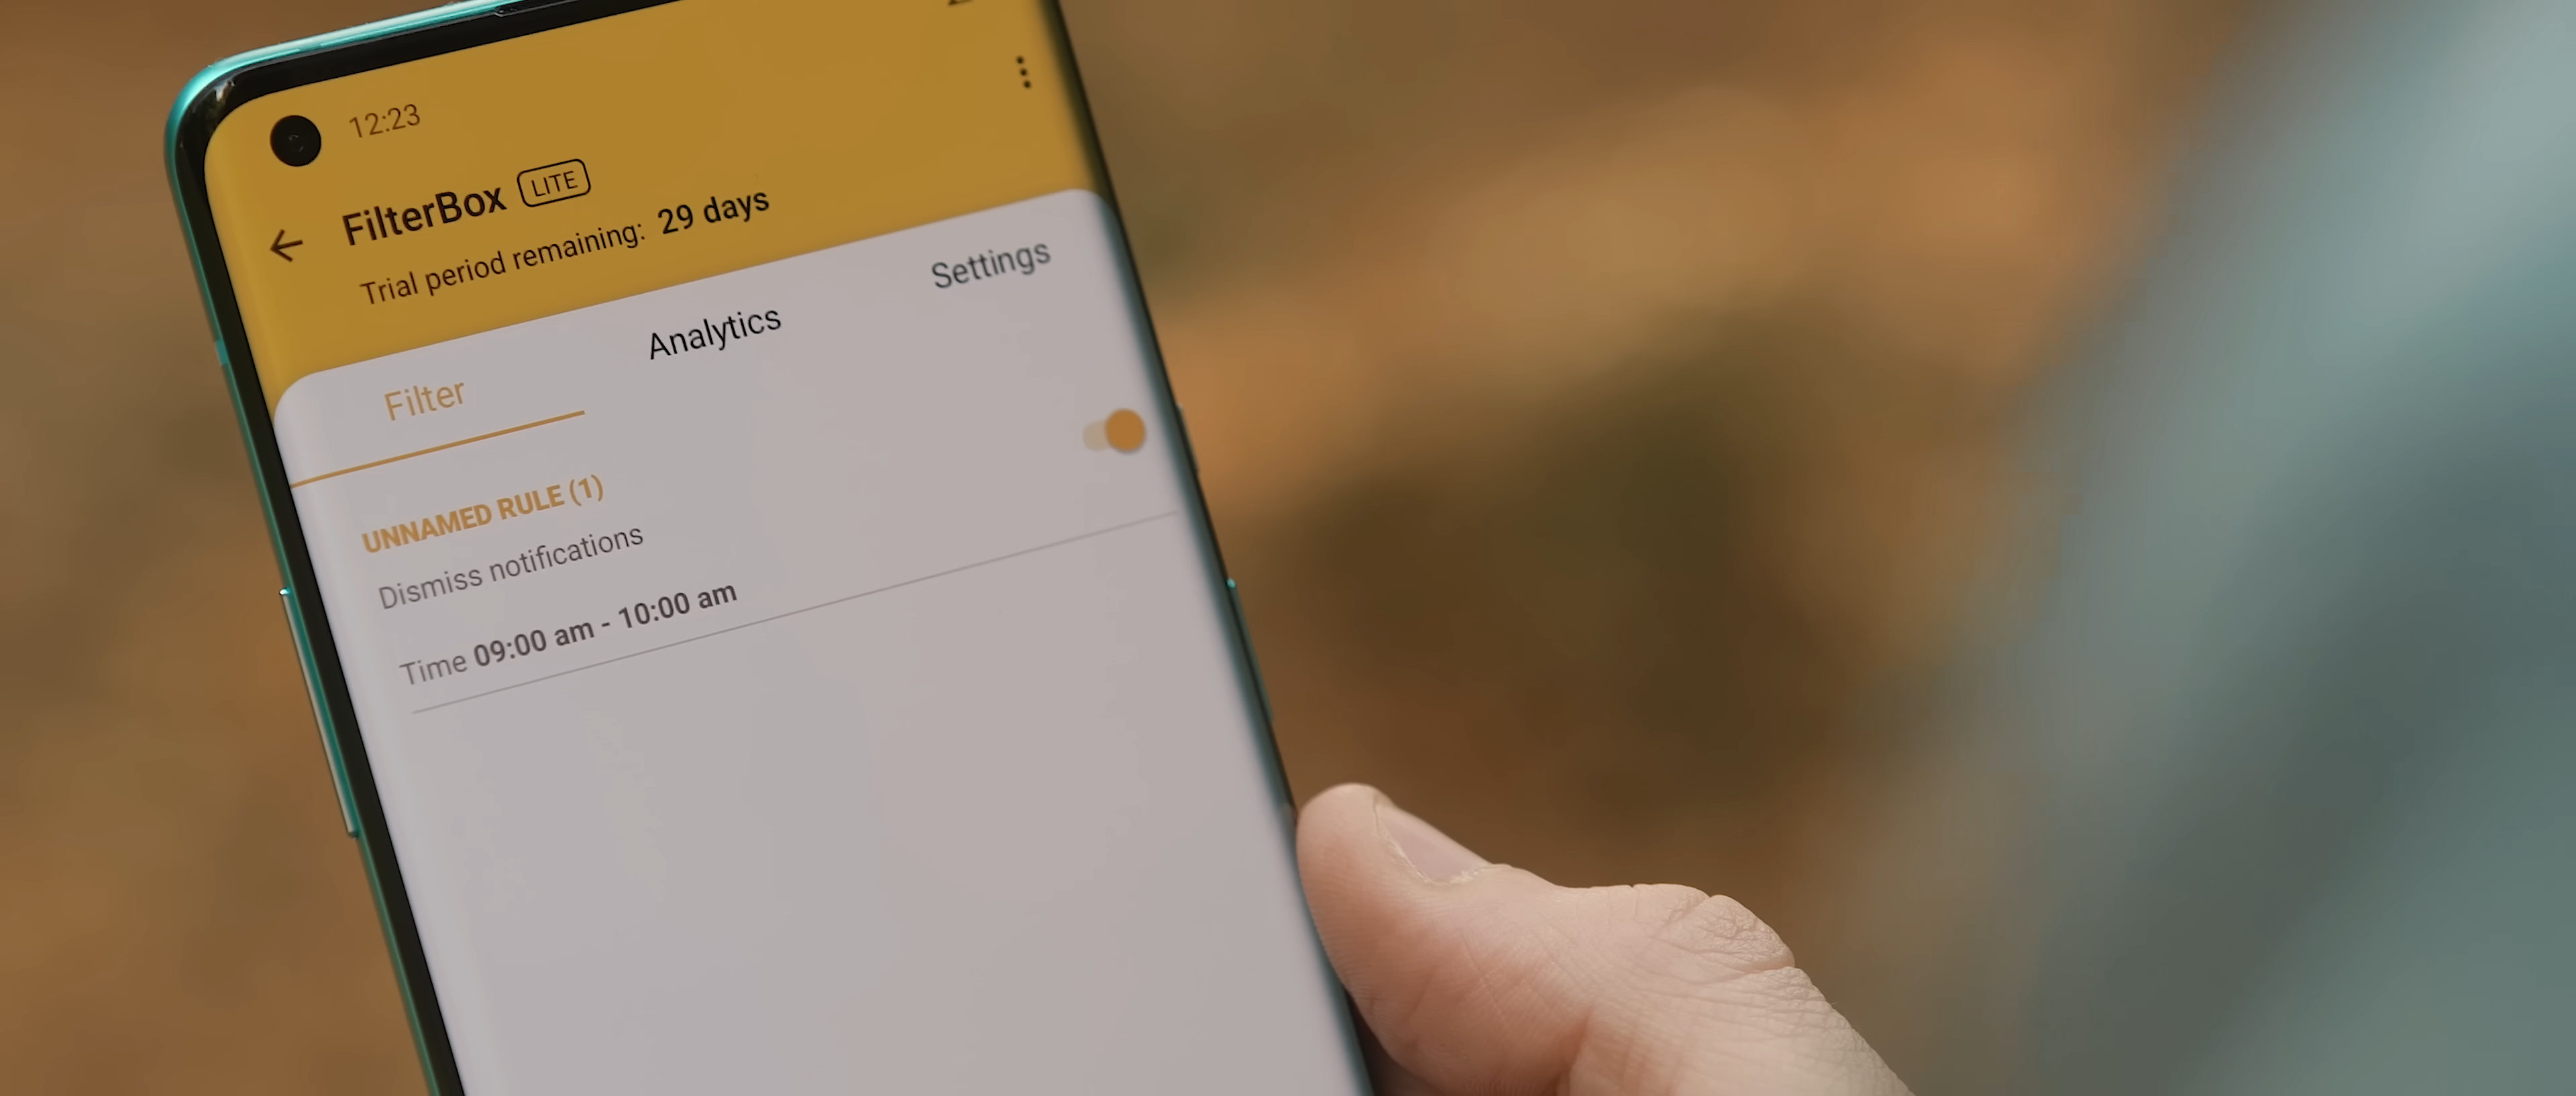 12:23
FilterBox LITE
Trial period remaining: 29 days
Filter Analytics Settings
UNNAMED RULE (1)
Dismiss notifications
Time 09:00 am - 10:00 am